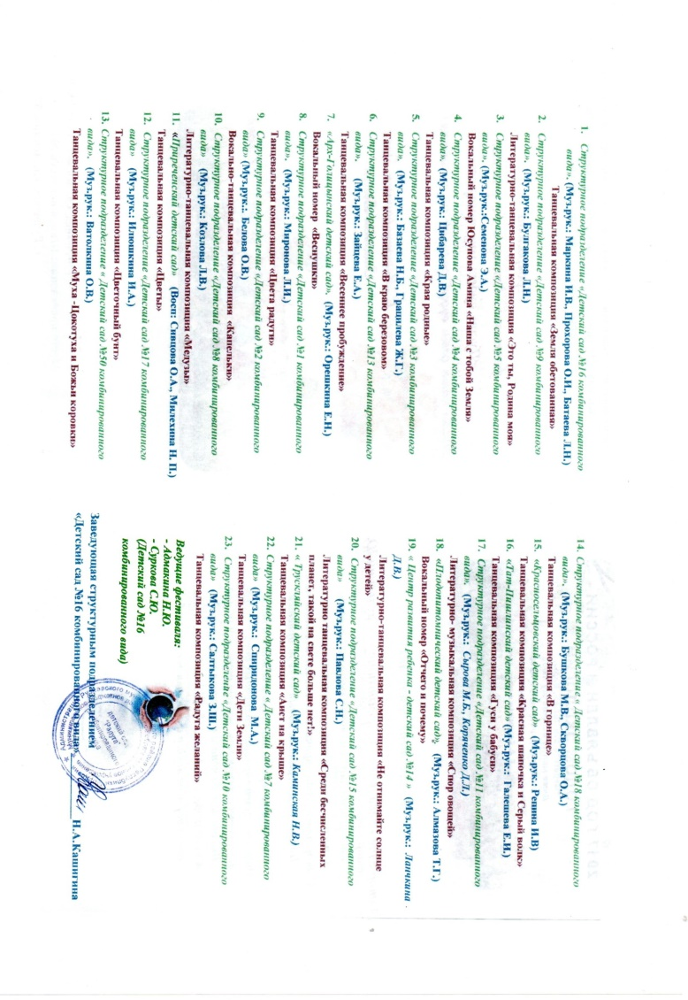 1. Структурное подразделение «Детский сад №16 комбинированного
вида». (Муз.рук.: Маркина И.В., Прохорова О.И., Батаева Л.Н.)
Танцевальная композиция «Земля обетованная»
2. Структурное подразделение «Детский сад №9 комбинированного
вида». (Муз.рук.: Булгакова Л.Н.)
Литературно-танцевальная композиция «Это ты, Родина моя»
3. Структурное подразделение «Детский сад №5 комбинированного
вида». (Муз.рук.:Семенова Э.А.)
Вокальный номер Юсупова Амина «Наша с тобой Земля»
4. Структурное подразделение «Детский сад №4 комбинированного
вида». (Муз.рук.: Цибарева Д.В.)
Танцевальная композиция «Края родные»
5. Структурное подразделение «Детский сад №3 комбинированного
вида». (Муз.рук.: Базаева Н.Б., Грашилева Ж.Г.)
Танцевальная композиция «В краю березовом»
6. Структурное подразделение «Детский сад №13 комбинированного
вида». (Муз.рук.: Зайцева Е.А.)
Танцевальная композиция «Весеннее пробуждение»
7. «Арх-Голицынский детский сад». (Муз.рук.: Орешкина Е.Н.)
Вокальный номер «Веснушки»
8. Структурное подразделение «Детский сад №1 комбинированного
вида». (Муз.рук.: Миронова Л.И.)
Танцевальная композиция «Цвета радуги»
9. Структурное подразделение «Детский сад №2 комбинированного
вида» (Муз.рук.: Белова О.В.)
Вокально-танцевальная композиция «Капельки»
10. Структурное подразделение «Детский сад №8 комбинированного
вида» (Муз.рук.: Козлова Л.В.)
Литературно-танцевальная композиция «Медузы»
11. «Приреченский детский сад» (Восп: Сивцова О.А., Милехина Н. П.)
Танцевальная композиция «Цветы»
12. Структурное подразделение « Детский сад №17 комбинированного
вида» (Муз.рук.: Илюшкина И.А.)
Танцевальная композиция «Цветочный бунт»
13. Структурное подразделение « Детский сад №50 комбинированного
вида». (Муз.рук.: Ватолкина О.В.)
Танцевальная композиция «Муха -Цокотуха и Божьи коровки»
14. Структурное подразделение « Детский сад №18 комбинированного
вида». (Муз.рук.: Бушкова М.В., Скворцова О.А.)
Танцевальная композиция «В горнице»
15. «Красносельцовский детский сад» (Муз.рук.: Репина И.В)
Танцевальная композиция «Красная шапочка и Серый волк»
16. «Тат-Пишлинский детский сад» (Муз.рук.: Галешева Е.И.)
Танцевальная композиция «Гуси у бабуси»
17. Структурное подразделение «Детский сад №11 комбинированного
вида». (Муз.рук.: Сырова М.Б., Коряченко Д.Л.)
Литературно- музыкальная композиция «Спор овощей»
18. «Плодопитомнический детский сад». (Муз.рук.: Алмазова Т.Г.)
Вокальный номер «Отчего и почему»
19. « Центр развития ребенка - детский сад №14 » (Муз.рук.: Ланчкина
Д.В.)
Литературно-танцевальная композиция «Не отнимайте солнце
у детей»
20. Структурное подразделение «Детский сад №15 комбинированного
вида» (Муз.рук.: Павлова С.Н.)
Литературно танцевальная композиция «Среди бесчисленных
планет, такой на свете больше нет!»
21. « Трускляйский детский сад» (Муз.рук.: Каминская Н.В.)
Танцевальная композиция «Аист на крыше»
22. Структурное подразделение « Детский сад №7 комбинированного
вида» (Муз.рук.: Спиридонова М.А.)
Танцевальная композиция «Дети Земли»
23. Структурное подразделение «Детский сад №10 комбинированного
вида» (Муз.рук.: Салтыкова З.Ш.)
Танцевальная композиция «Радуга желаний»
Ведущие фестиваля:
- Адмакина Н.Ю.
- Суркова С.Ю.
(Детский сад №16
комбинированного вида)
Заведующая структурным подразделением
«Детский сад №16 комбинированного вида» Н.А.Кашигина